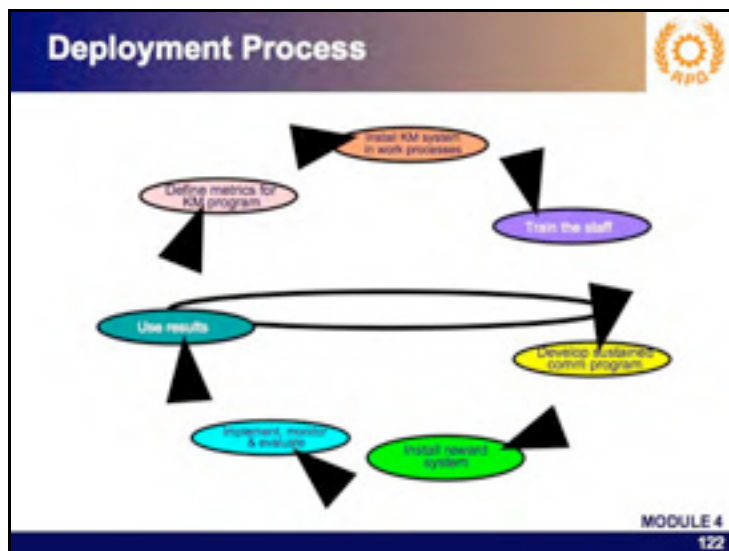 Deployment Process
RPG
Install KM system
in work processes
Define metrics for
KM program
Train the staff
Use results
Develop sustained
comm program
Implement, monitor
& evaluate
Install reward
system
MODULE 4
122